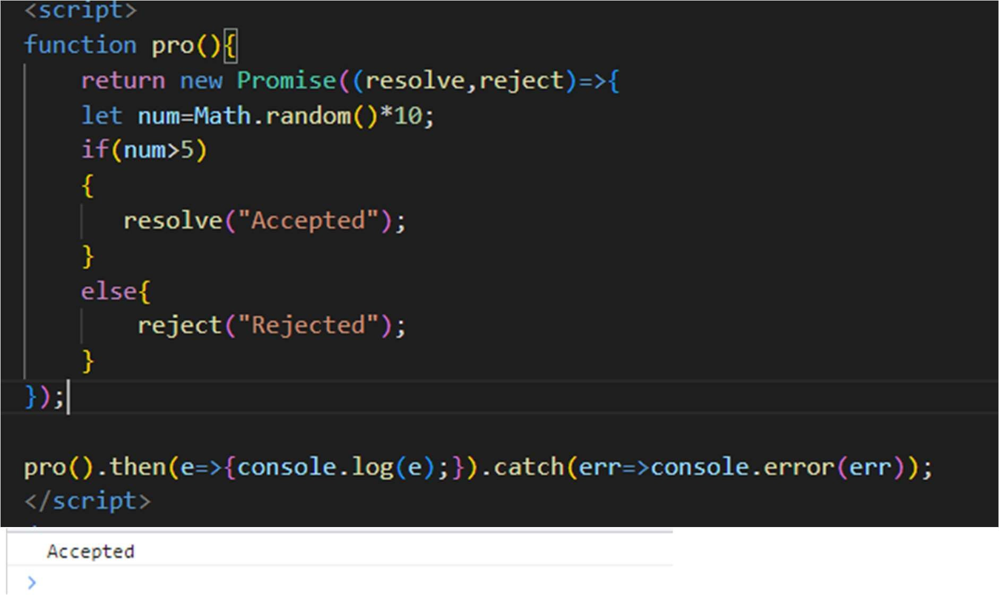 <script>
function pro(){
return new Promise((resolve,reject)=>{
let num=Math.random()*10;
if(num>5)
{
resolve("Accepted");
}
else{
reject("Rejected");
}
});
pro().then(e=>{console.log(e);}).catch(err=>console.error(err));
</script>
Accepted
>